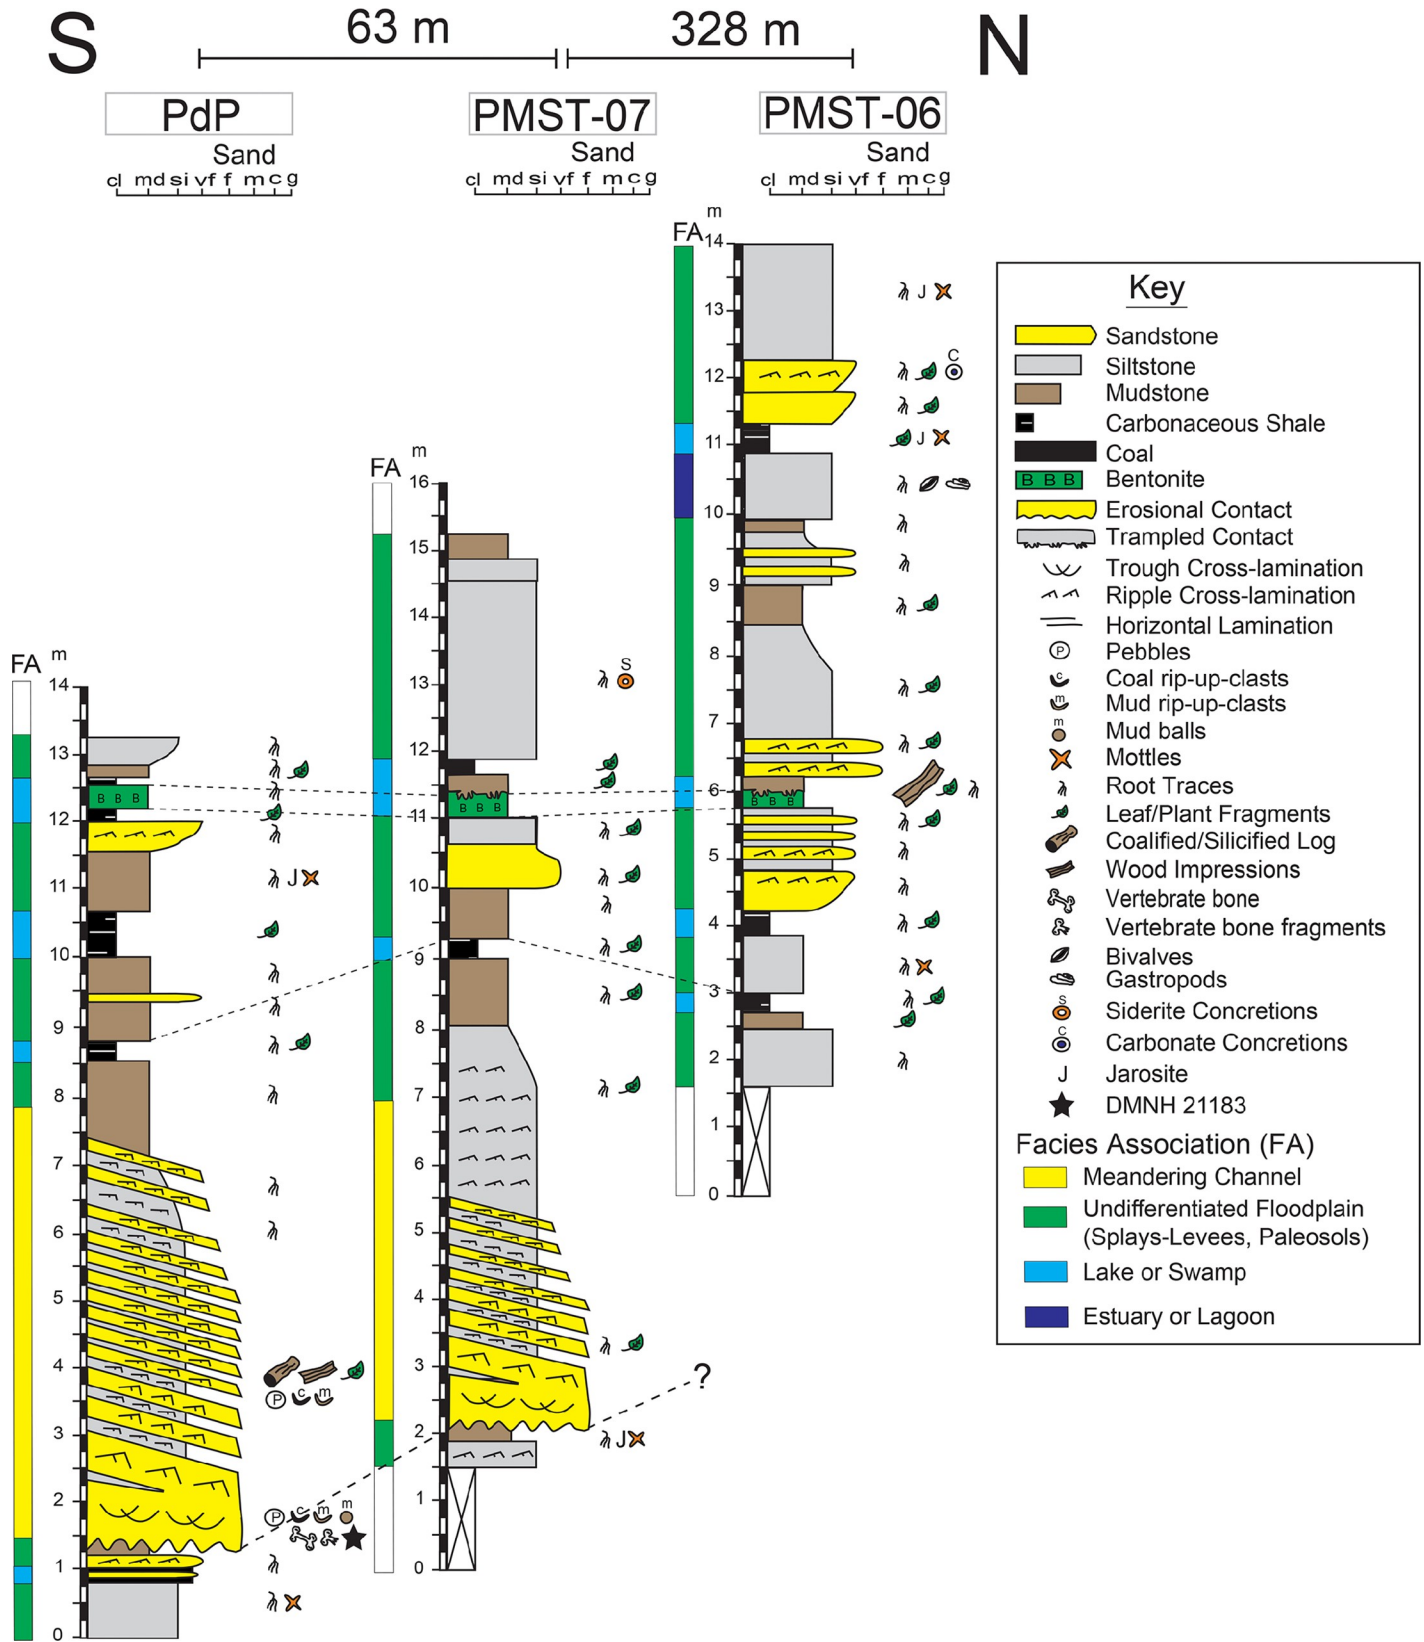 S
63 m
328 m
N
PdP
PMST-07
PMST-06
Sand
Sand
Sand
cl md si vf f m c g
cl md si vf f m c g
cl md si vf f m c g
FA
m
14
13
12
11
10
9
8
7
6
5
4
3
2
1
0
B B B
J
P c m
P c m m
FA
m
16
15
14
13
12
11
10
9
8
7
6
5
4
3
2
1
0
S
B B B
J
?
FA
m
14
13
12
11
10
9
8
7
6
5
4
3
2
1
0
J
C
J
B B B
Key
Sandstone
Siltstone
Mudstone
Carbonaceous Shale
Coal
B B B Bentonite
Erosional Contact
Trampled Contact
Trough Cross-lamination
Ripple Cross-lamination
Horizontal Lamination
P Pebbles
c Coal rip-up-clasts
m Mud rip-up-clasts
m Mud balls
Mottles
Root Traces
Leaf/Plant Fragments
Coalified/Silicified Log
Wood Impressions
Vertebrate bone
Vertebrate bone fragments
Bivalves
Gastropods
S Siderite Concretions
C Carbonate Concretions
J Jarosite
DMNH 21183
Facies Association (FA)
Meandering Channel
Undifferentiated Floodplain
(Splays-Levees, Paleosols)
Lake or Swamp
Estuary or Lagoon